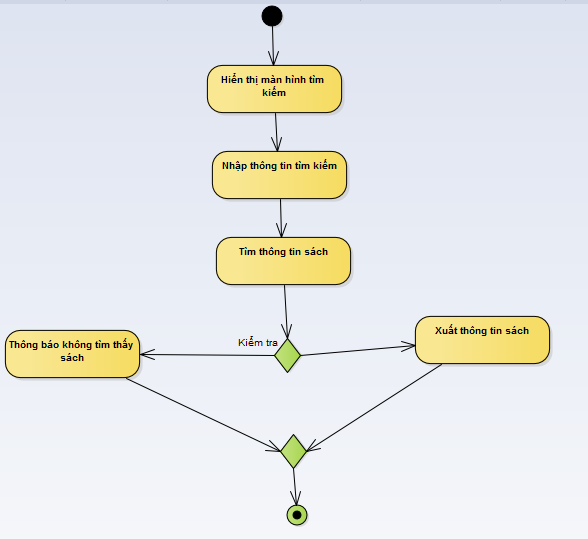 Hiển thị màn hình tìm
kiếm
Nhập thông tin tìm kiếm
Tìm thông tin sách
Kiểm tra
Thông báo không tìm thấy
sách
Xuất thông tin sách